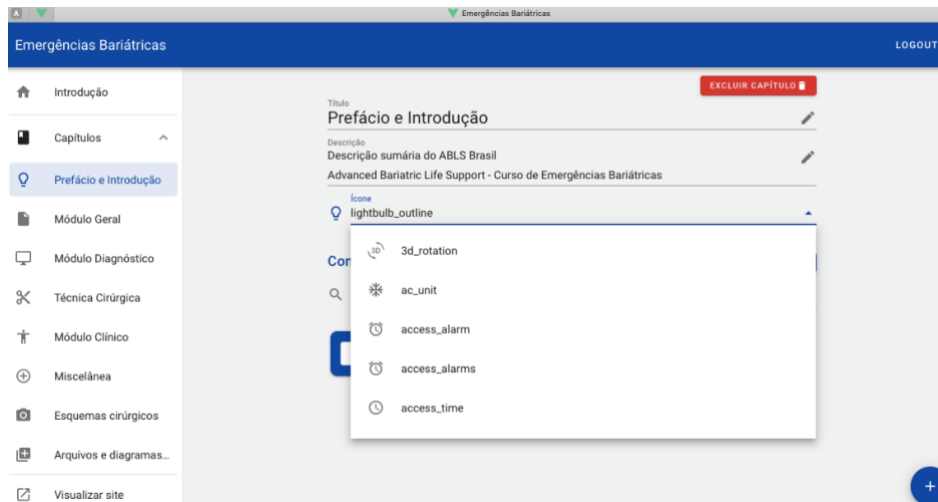 A
Emergências Bariátricas
Emergências Bariátricas
LOGOUT
Introdução
Capítulos
Prefácio e Introdução
Módulo Geral
Módulo Diagnóstico
Técnica Cirúrgica
Módulo Clínico
Miscelânea
Esquemas cirúrgicos
Arquivos e diagramas...
Visualizar site
EXCLUIR CAPÍTULO
Título
Prefácio e Introdução
Descrição
Descrição sumária do ABLS Brasil
Advanced Bariatric Life Support - Curso de Emergências Bariátricas
Ícone
lightbulb_outline
Con
3D 3d_rotation
ac_unit
access_alarm
access_alarms
access_time
+